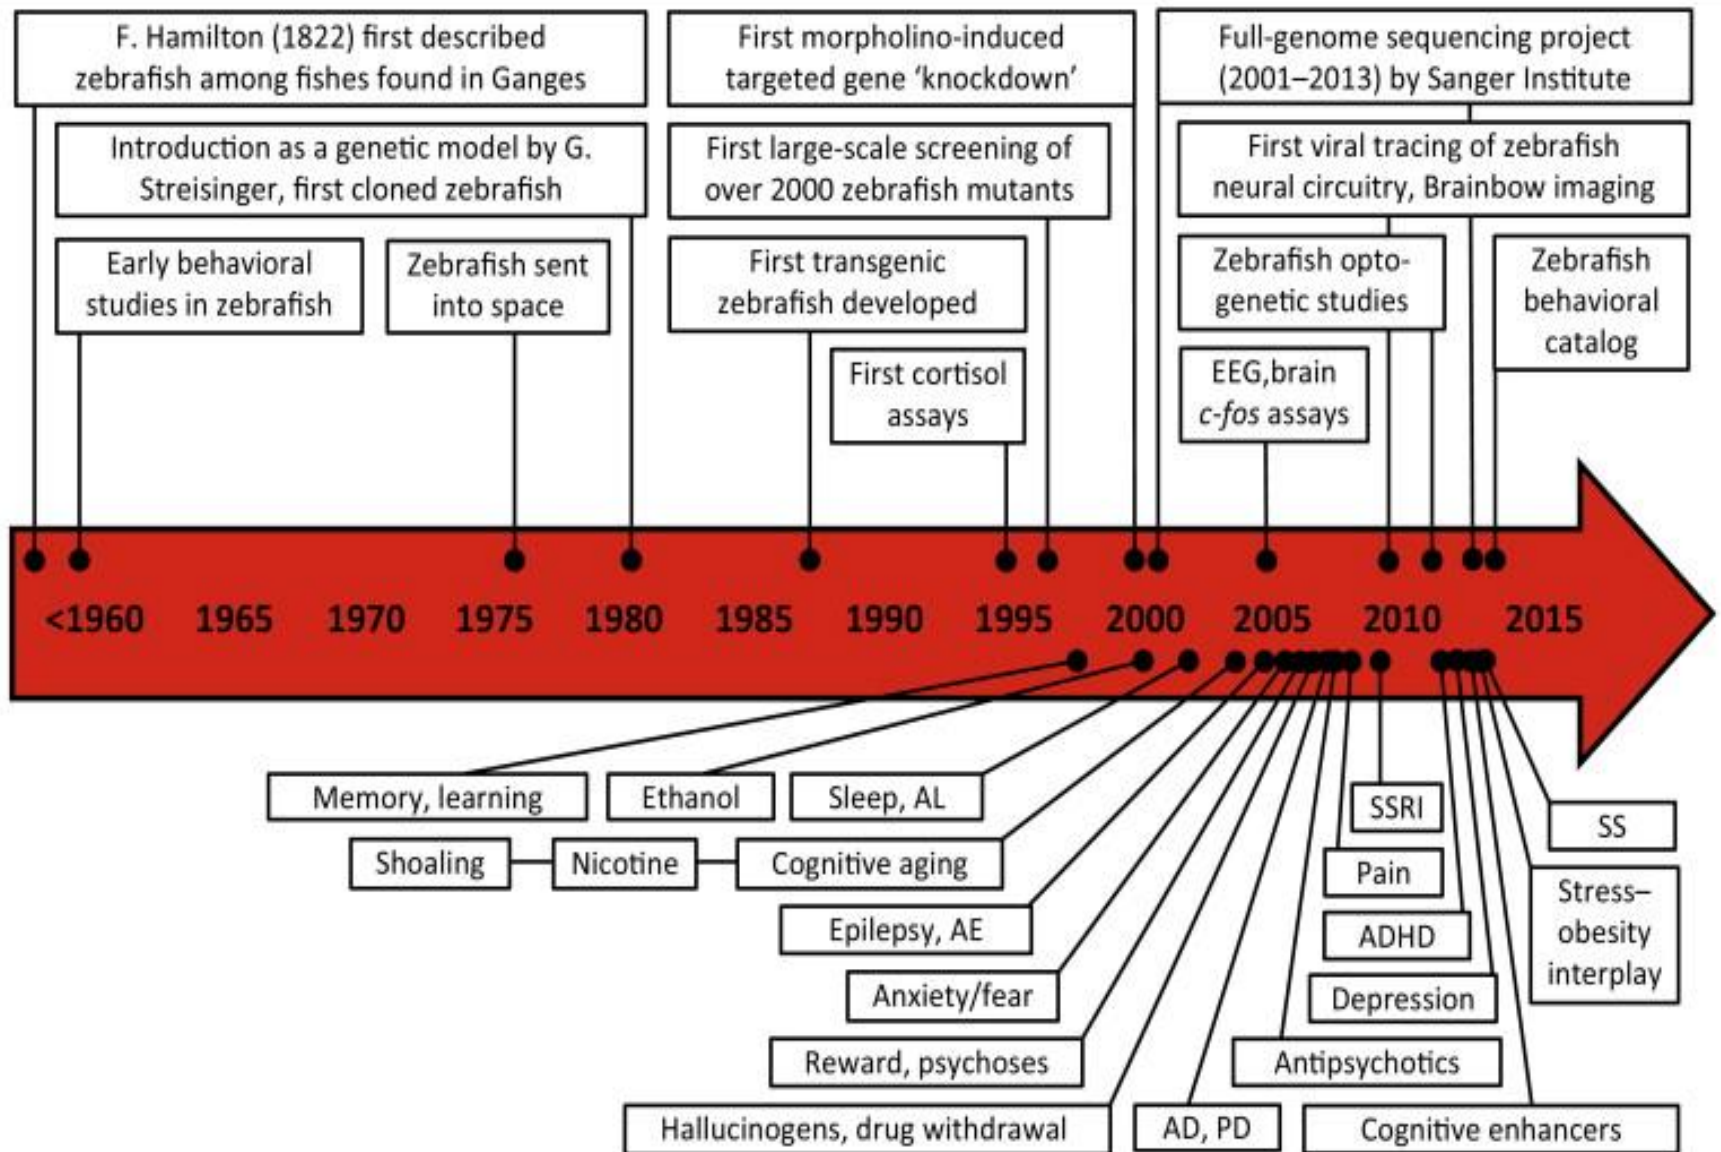 F. Hamilton (1822) first described
zebrafish among fishes found in Ganges
First morpholino-induced
targeted gene ‘knockdown’
Full-genome sequencing project
(2001–2013) by Sanger Institute
Introduction as a genetic model by G.
Streisinger, first cloned zebrafish
First large-scale screening of
over 2000 zebrafish mutants
First viral tracing of zebrafish
neural circuitry, Brainbow imaging
Early behavioral
studies in zebrafish
Zebrafish sent
into space
First transgenic
zebrafish developed
Zebrafish opto-
genetic studies
Zebrafish
behavioral
catalog
First cortisol
assays
EEG,brain
c-fos assays
<1960 1965 1970 1975 1980 1985 1990 1995 2000 2005 2010 2015
Memory, learning
Ethanol
Sleep, AL
SSRI
SS
Shoaling
Nicotine
Cognitive aging
Pain
Stress–
obesity
interplay
Epilepsy, AE
ADHD
Anxiety/fear
Depression
Reward, psychoses
Antipsychotics
Hallucinogens, drug withdrawal
AD, PD
Cognitive enhancers